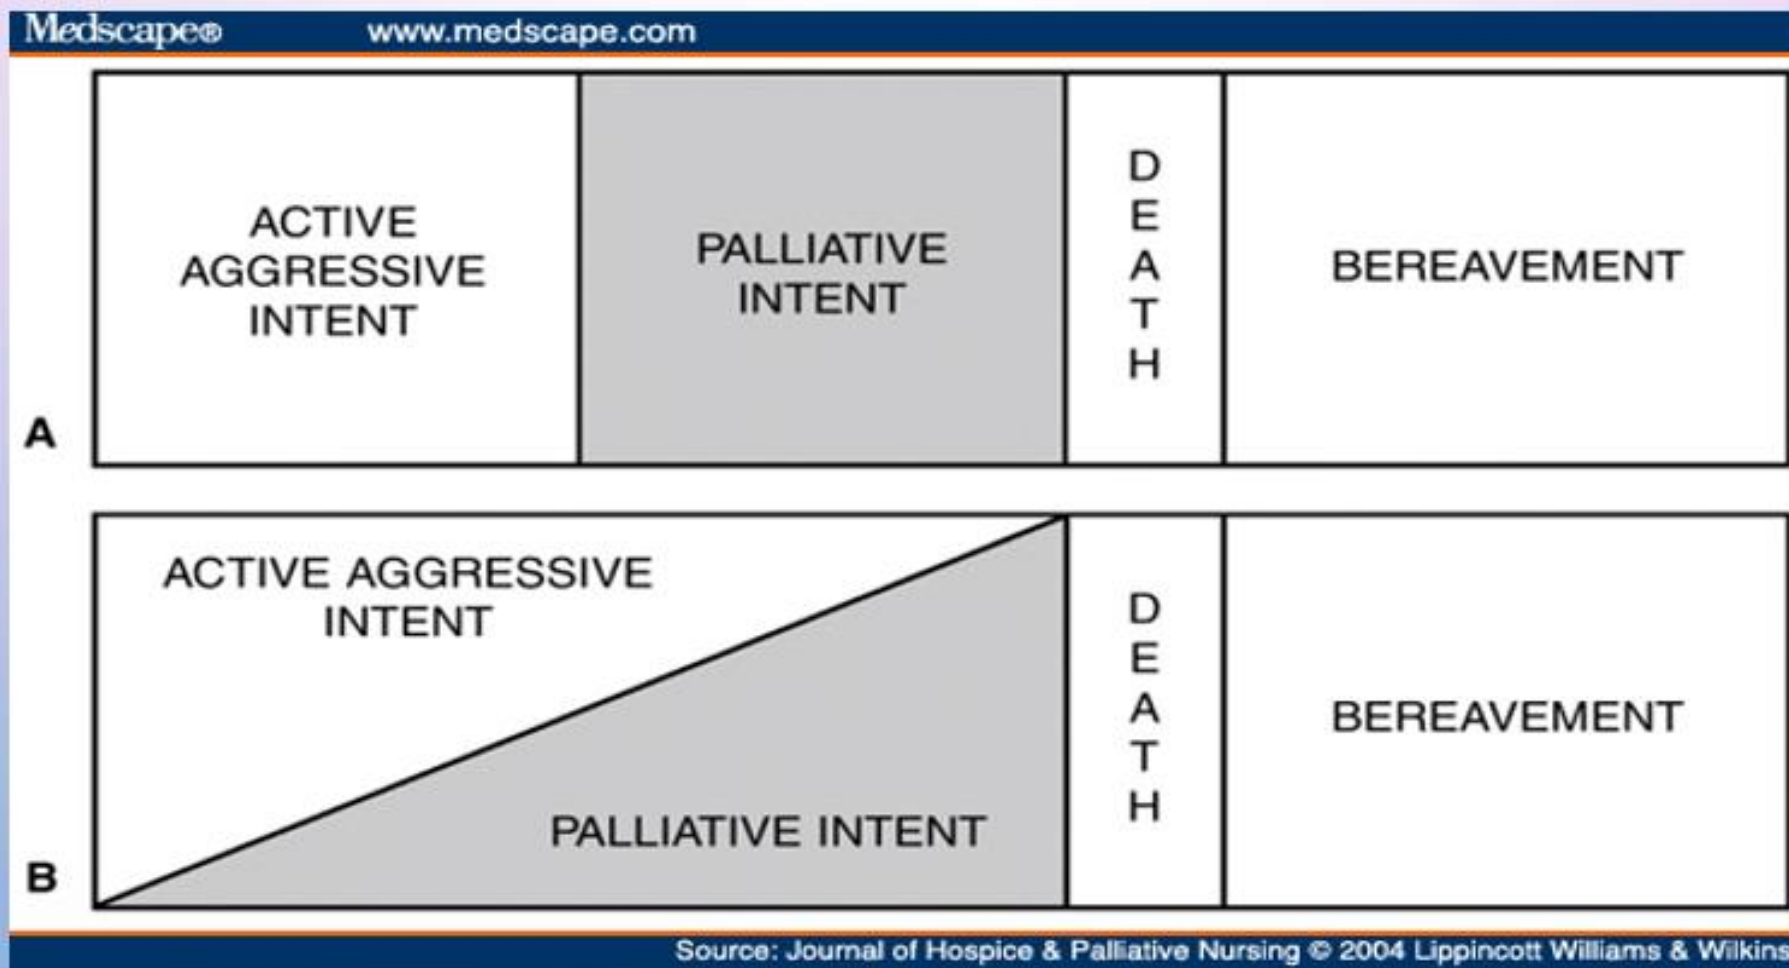 Medscape® www.medscape.com
ACTIVE
AGGRESSIVE
INTENT
PALLIATIVE
INTENT
D
E
A
T
H
BEREAVEMENT
A
ACTIVE AGGRESSIVE
INTENT
PALLIATIVE INTENT
D
E
A
T
H
BEREAVEMENT
B
Source: Journal of Hospice & Palliative Nursing © 2004 Lippincott Williams & Wilkins